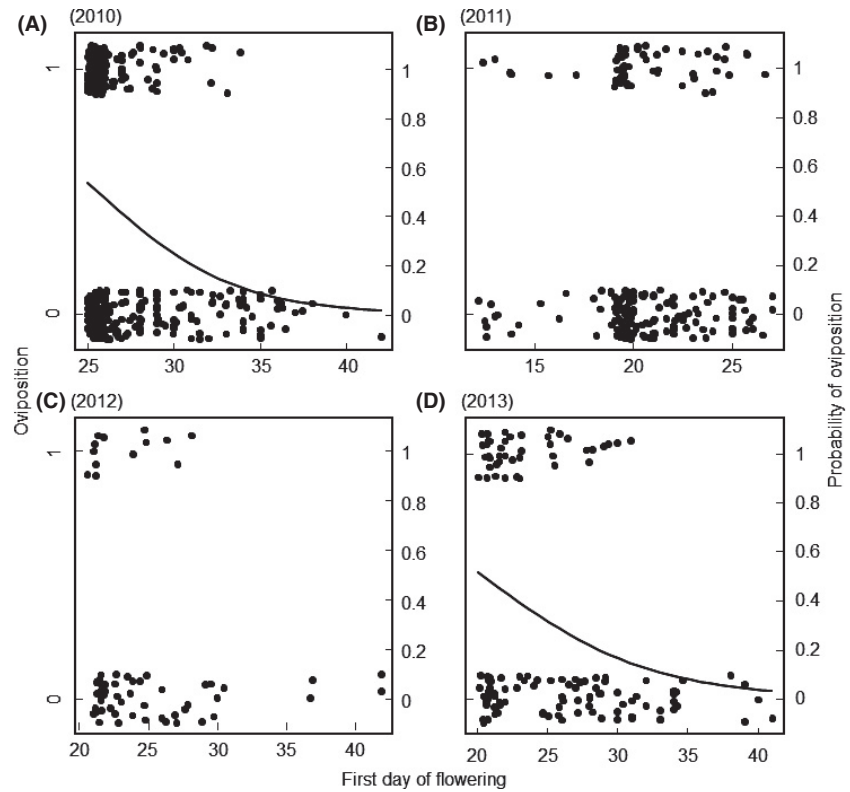 (A) (2010)
(B) (2011)
1
0
1
0.8
0.6
0.4
0.2
0
25 30 35 40
1
0.8
0.6
0.4
0.2
0
15 20 25
Oviposition
Probability of oviposition
(C) (2012)
(D) (2013)
1
0
1
0.8
0.6
0.4
0.2
0
20 25 30 35 40
1
0.8
0.6
0.4
0.2
0
20 25 30 35 40
First day of flowering